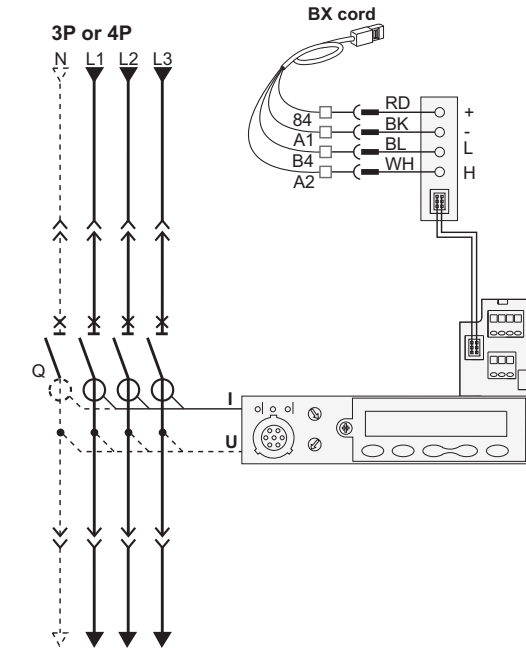 BX cord
3P or 4P
N L1 L2 L3
84 RD +
A1 BK -
B4 BL L
A2 WH H
Q
I
U